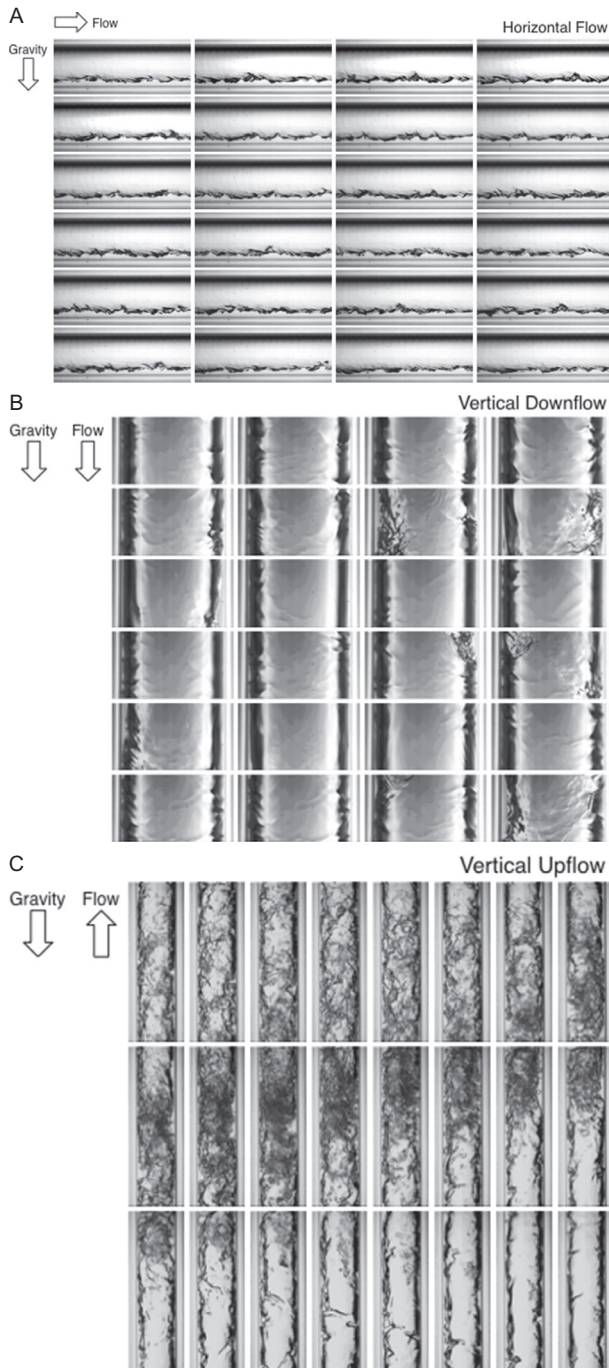 A
Flow
Horizontal Flow
Gravity
B
Vertical Downflow
Gravity Flow
C
Vertical Upflow
Gravity Flow